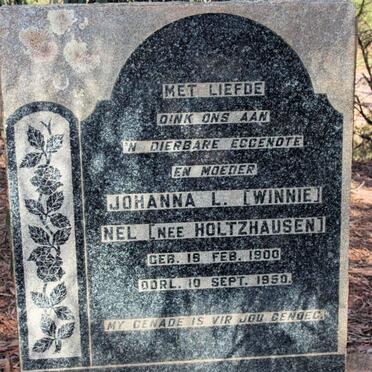 MET LIEFDE
DINK ONS AAN
'N DIERBARE EGGENOTE
EN MOEDER
JOHANNA L. [WINNIE]
NEL [NEE HOLTZHAUSEN]
GEB. 19 FEB. 1900
OORL. 10 SEPT. 1950.
MY GENADE IS VIR JOU GENOEG.